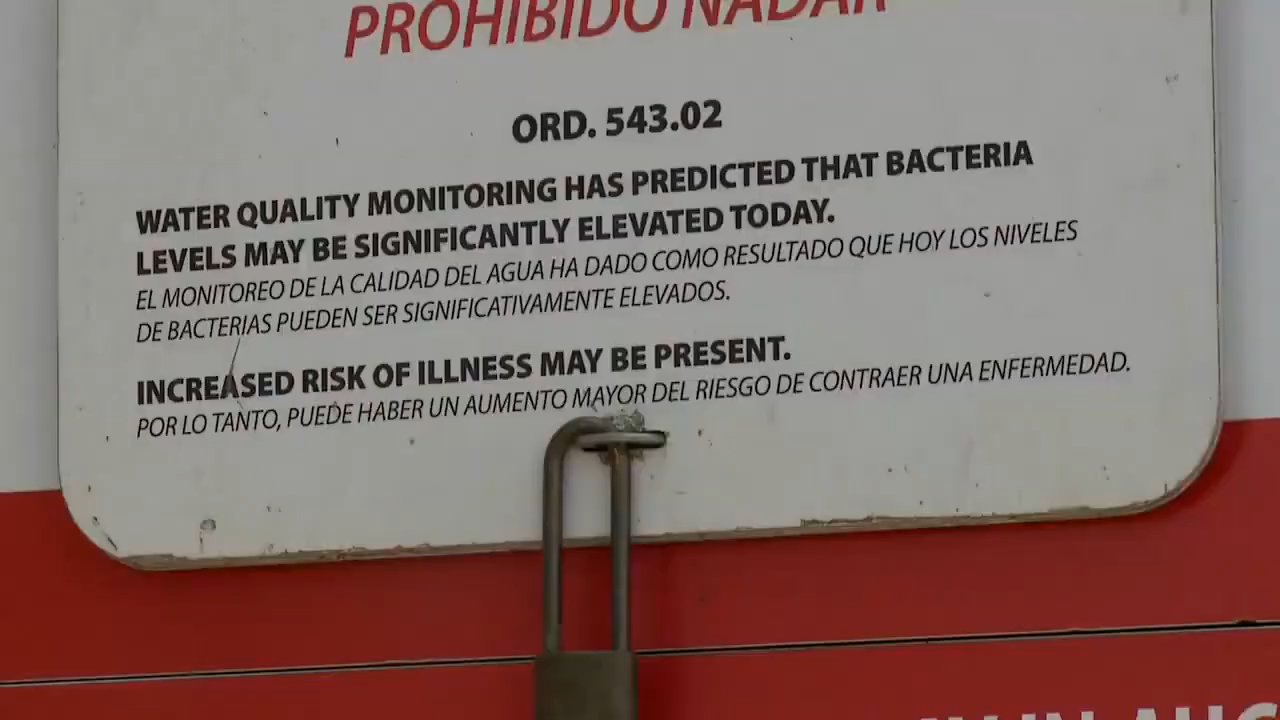 PROHIBIDO NADAR
ORD. 543.02
WATER QUALITY MONITORING HAS PREDICTED THAT BACTERIA
LEVELS MAY BE SIGNIFICANTLY ELEVATED TODAY.
EL MONITOREO DE LA CALIDAD DEL AGUA HA DADO COMO RESULTADO QUE HOY LOS NIVELES
DE BACTERIAS PUEDEN SER SIGNIFICATIVAMENTE ELEVADOS.
INCREASED RISK OF ILLNESS MAY BE PRESENT.
POR LO TANTO, PUEDE HABER UN AUMENTO MAYOR DEL RIESGO DE CONTRAER UNA ENFERMEDAD.
IN